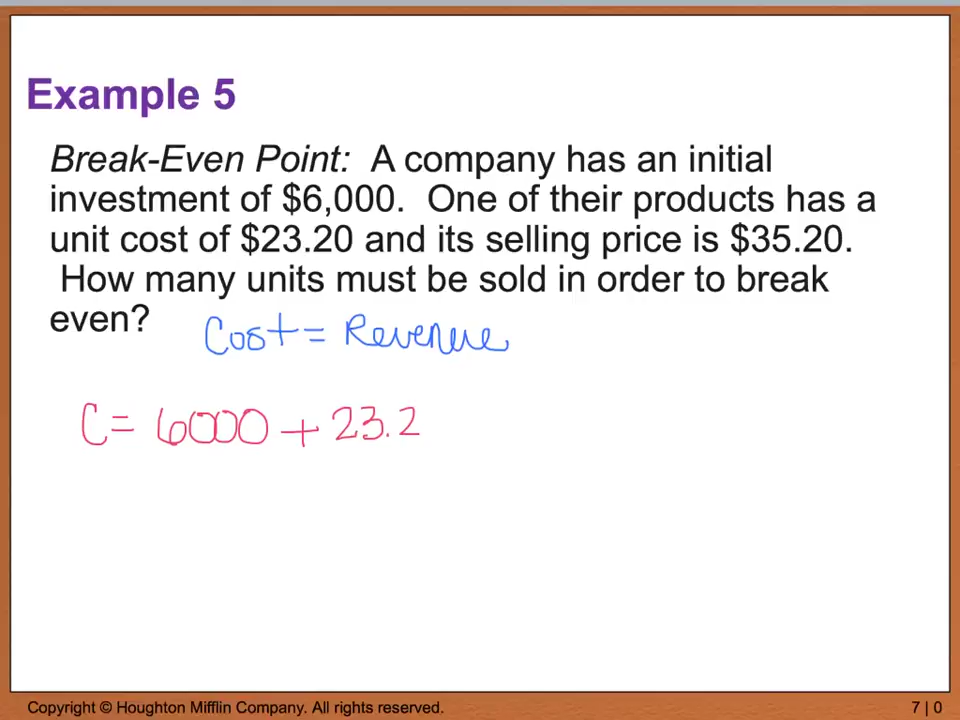 Example 5
Break-Even Point: A company has an initial
investment of $6,000. One of their products has a
unit cost of $23.20 and its selling price is $35.20.
How many units must be sold in order to break
even?
Cost = Revenue
C = 6000 + 23.2
Copyright © Houghton Mifflin Company. All rights reserved.
7 | 0